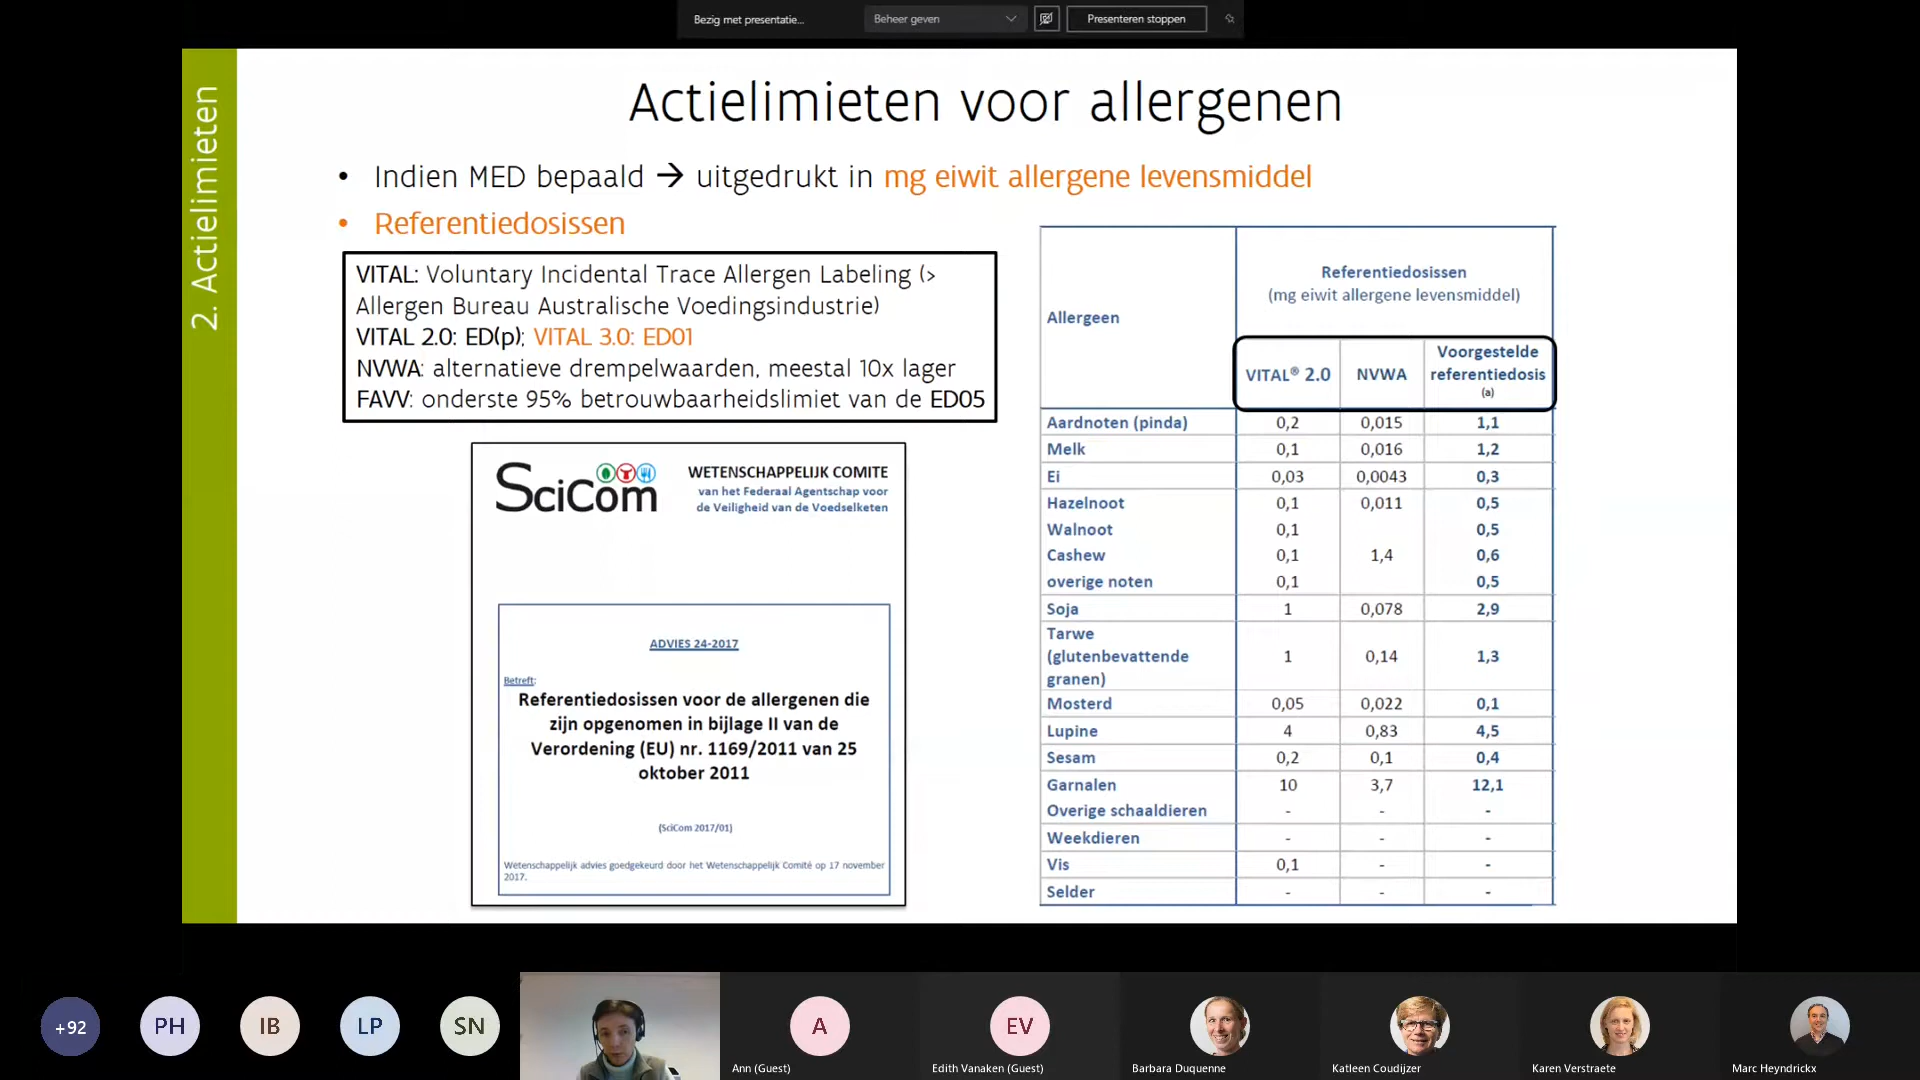 Bezig met presentatie...
Beheer geven
Presenteren stoppen
2. Actielimieten
Actielimieten voor allergenen
• Indien MED bepaald → uitgedrukt in mg eiwit allergene levensmiddel
• Referentiedosissen
VITAL: Voluntary Incidental Trace Allergen Labeling (>
Allergen Bureau Australische Voedingsindustrie)
VITAL 2.0: ED(p); VITAL 3.0: ED01
NVWA: alternatieve drempelwaarden, meestal 10x lager
FAVV: onderste 95% betrouwbaarheidslimiet van de ED05
SciCom
WETENSCHAPPELIJK COMITE
van het Federaal Agentschap voor
de Veiligheid van de Voedselketen
ADVIES 24-2017
Betreft:
Referentiedosissen voor de allergenen die
zijn opgenomen in bijlage II van de
Verordening (EU) nr. 1169/2011 van 25
oktober 2011
(SciCom 2017/01)
Wetenschappelijk advies goedgekeurd door het Wetenschappelijk Comité op 17 november
2017.
Allergeen
Referentiedosissen
(mg eiwit allergene levensmiddel)
VITAL® 2.0 NVWA Voorgestelde
referentiedosis
(a)
Aardnoten (pinda) 0,2 0,015 1,1
Melk 0,1 0,016 1,2
Ei 0,03 0,0043 0,3
Hazelnoot 0,1 0,011 0,5
Walnoot 0,1 0,5
Cashew 0,1 1,4 0,6
overige noten 0,1 0,5
Soja 1 0,078 2,9
Tarwe
(glutenbevattende 1 0,14 1,3
granen)
Mosterd 0,05 0,022 0,1
Lupine 4 0,83 4,5
Sesam 0,2 0,1 0,4
Garnalen 10 3,7 12,1
Overige schaaldieren - - -
Weekdieren - - -
Vis 0,1 - -
Selder - - -
+92
PH
IB
LP
SN
A
Ann (Guest)
EV
Edith Vanaken (Guest)
Barbara Duquenne
Katleen Coudijzer
Karen Verstraete
Marc Heyndrickx